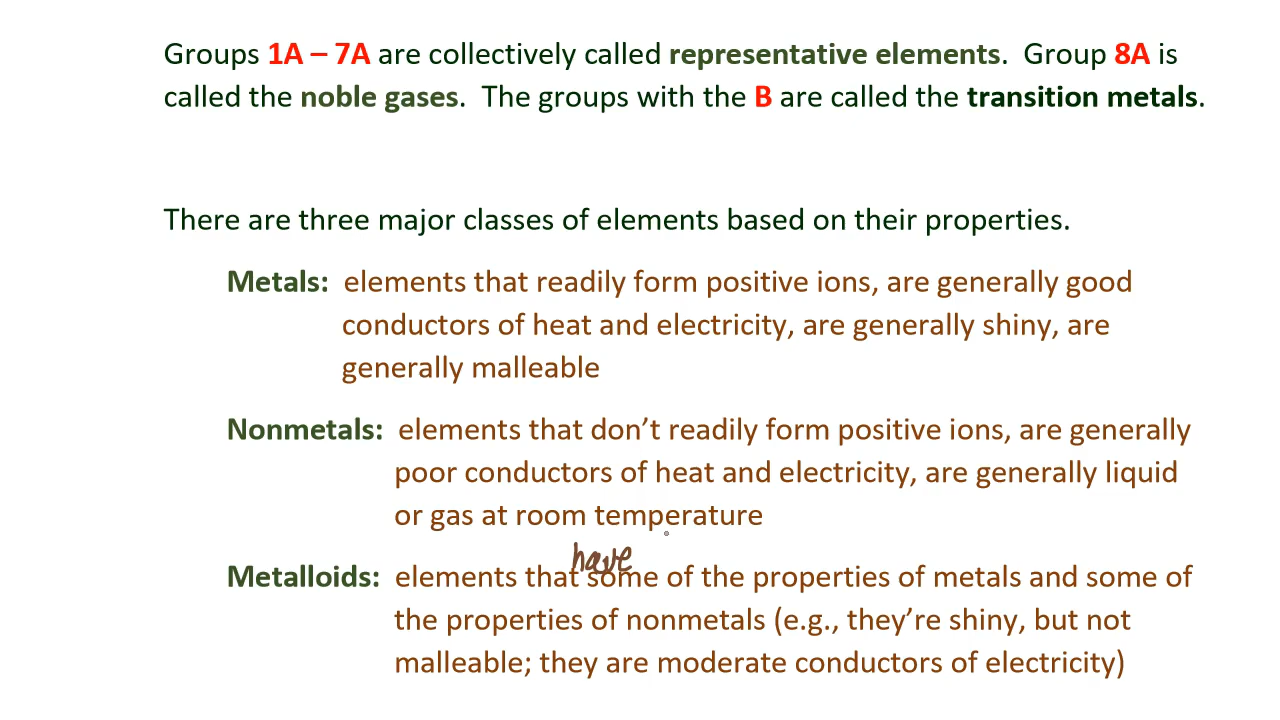 Groups 1A – 7A are collectively called representative elements.  Group 8A is
called the noble gases.  The groups with the B are called the transition metals.
There are three major classes of elements based on their properties.
Metals:  elements that readily form positive ions, are generally good
conductors of heat and electricity, are generally shiny, are
generally malleable
Nonmetals:  elements that don’t readily form positive ions, are generally
poor conductors of heat and electricity, are generally liquid
or gas at room temperature
have
Metalloids:  elements that some of the properties of metals and some of
the properties of nonmetals (e.g., they’re shiny, but not
malleable; they are moderate conductors of electricity)